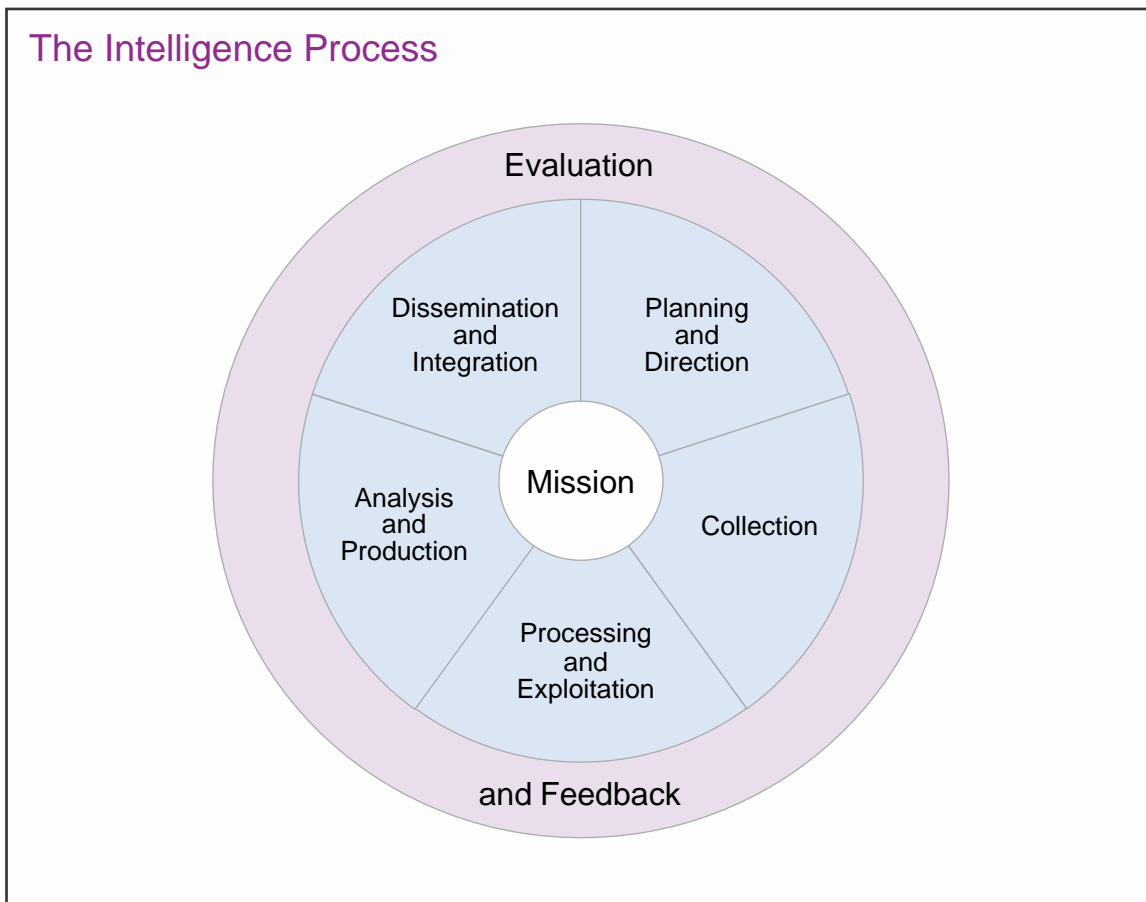 The Intelligence Process
Evaluation
Dissemination
and
Integration
Planning
and
Direction
Mission
Analysis
and
Production
Collection
Processing
and
Exploitation
and Feedback